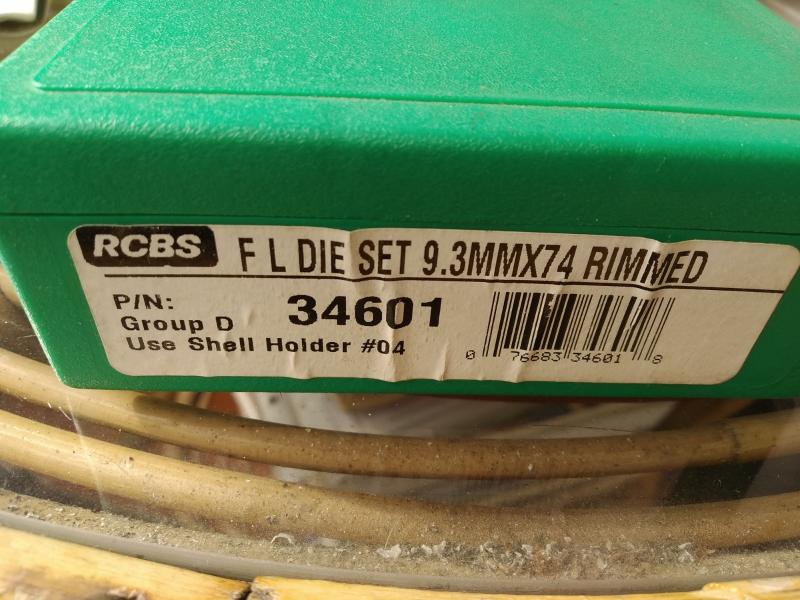 RCBS F L DIE SET 9.3MMX74 RIMMED
P/N: 34601
Group D
Use Shell Holder #04
0 76683 34601 8